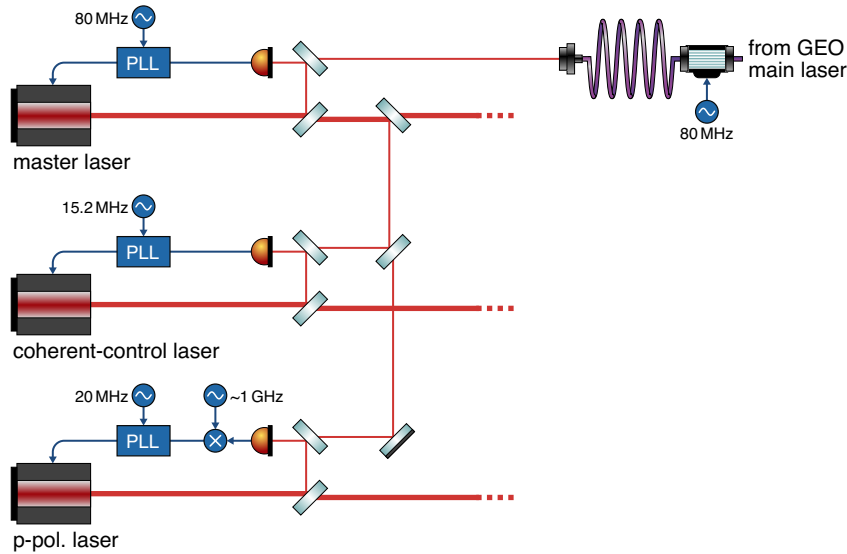 80 MHz
PLL
master laser
from GEO
main laser
80 MHz
15.2 MHz
PLL
coherent-control laser
20 MHz
~1 GHz
PLL
p-pol. laser